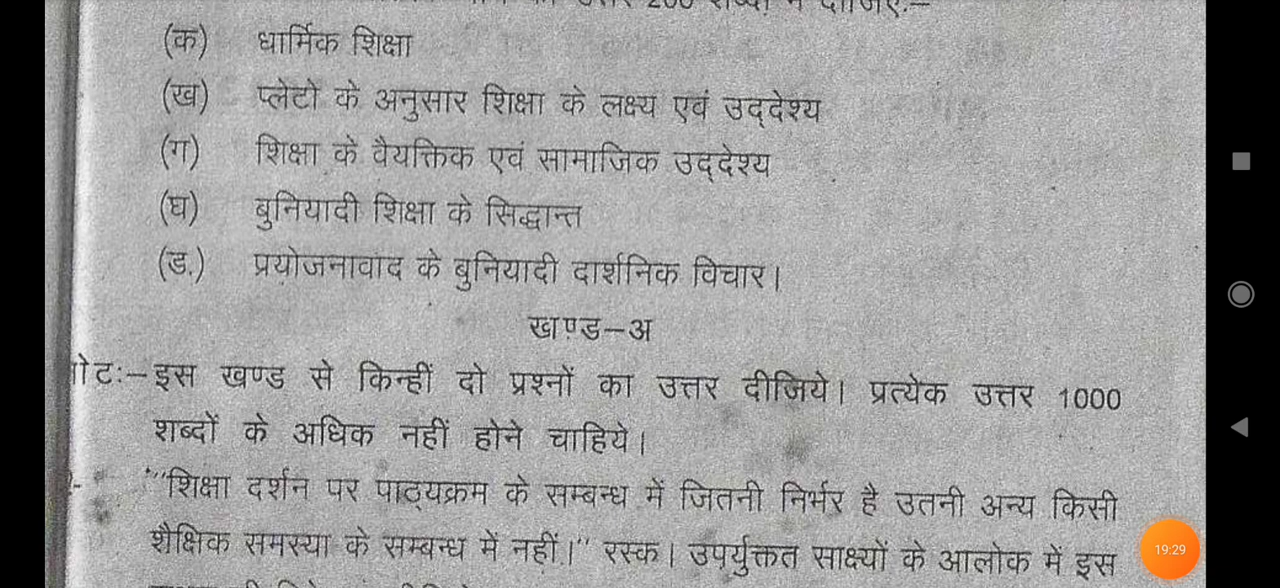 (क) धार्मिक शिक्षा
(ख) प्लेटो के अनुसार शिक्षा के लक्ष्य एवं उद्देश्य
(ग) शिक्षा के वैयक्तिक एवं सामाजिक उद्देश्य
(घ) बुनियादी शिक्षा के सिद्धान्त
(ड.) प्रयोजनावाद के बुनियादी दार्शनिक विचार।
खण्ड–अ
इस खण्ड से किन्हीं दो प्रश्नों का उत्तर दीजिये। प्रत्येक उत्तर 1000
शब्दों के अधिक नहीं होने चाहिये।
"शिक्षा दर्शन पर पाठ्यक्रम के सम्बन्ध में जितनी निर्भर है उतनी अन्य किसी
शैक्षिक समस्या के सम्बन्ध में नहीं।" रस्क। उपर्युक्तत साक्ष्यों के आलोक में इस
19:29